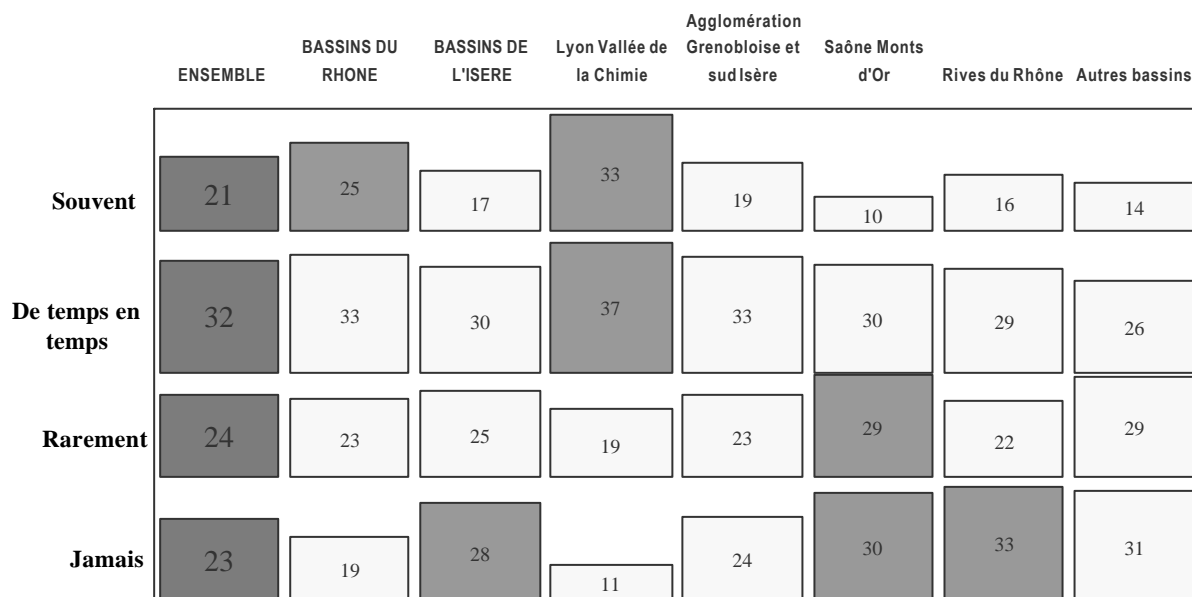 ENSEMBLE
BASSINS DU
RHONE
BASSINS DE
L'ISERE
Lyon Vallée de
la Chimie
Agglomération
Grenobloise et
sud Isère
Saône Monts
d'Or
Rives du Rhône
Autres bassins
Souvent
21
25
17
33
19
10
16
14
De temps en
temps
32
33
30
37
33
30
29
26
Rarement
24
23
25
19
23
29
22
29
Jamais
23
19
28
11
24
30
33
31